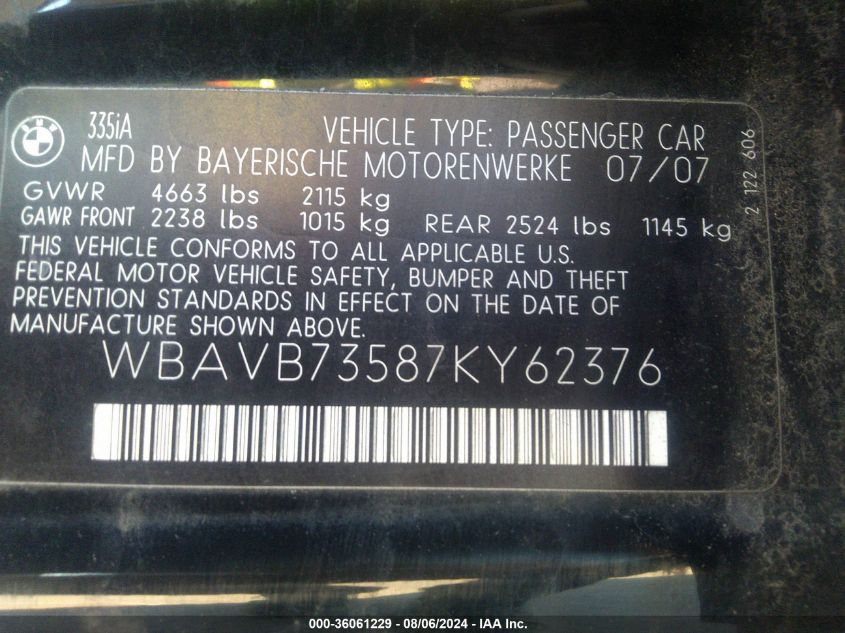 BMW
335iA
VEHICLE TYPE: PASSENGER CAR
MFD BY BAYERISCHE MOTORENWERKE 07/07
GVWR 4663 lbs 2115 kg
GAWR FRONT 2238 lbs 1015 kg REAR 2524 lbs 1145 kg
THIS VEHICLE CONFORMS TO ALL APPLICABLE U.S.
FEDERAL MOTOR VEHICLE SAFETY, BUMPER AND THEFT
PREVENTION STANDARDS IN EFFECT ON THE DATE OF
MANUFACTURE SHOWN ABOVE.
WBAVB73587KY62376
2 122 606
000-36061229 - 08/06/2024 - IAA Inc.